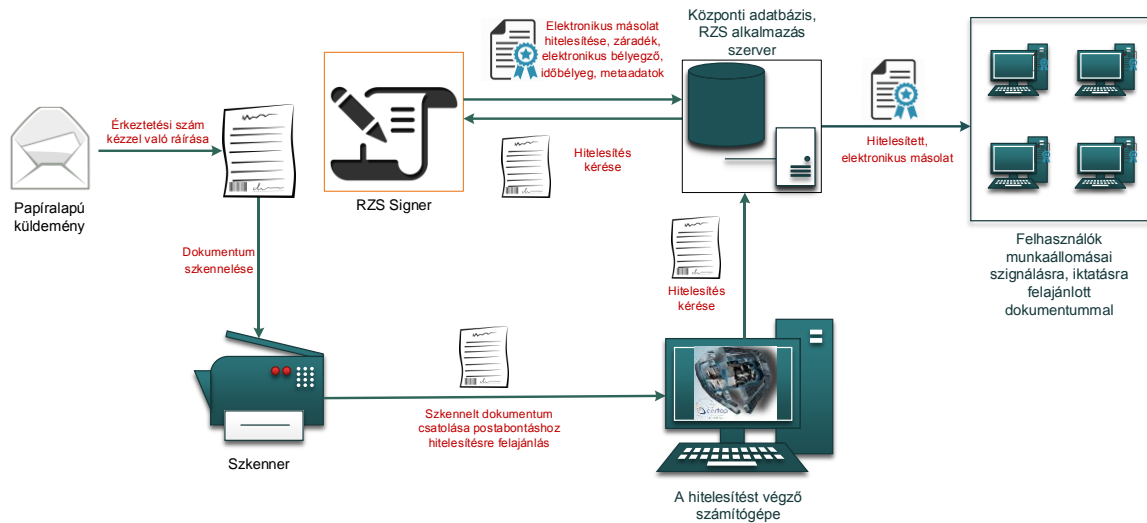 Elektronikus másolat
hitelesítése, záradék,
elektronikus bélyegző,
időbélyeg, metaadatok
Központi adatbázis,
RZS alkalmazás
szerver
Érkeztetési szám
kézzel való ráírása
Papíralapú
küldemény
RZS Signer
Hitelesítés
kérése
Hitelesített,
elektronikus másolat
Felhasználók
munkaállomásai
szignálásra, iktatásra
felajánlott
dokumentummal
Dokumentum
szkennelése
Hitelesítés
kérése
Szkennelt dokumentum
csatolása postabontáshoz
hitelesítésre felajánlás
Szkenner
certop
A hitelesítést végző
számítógépe